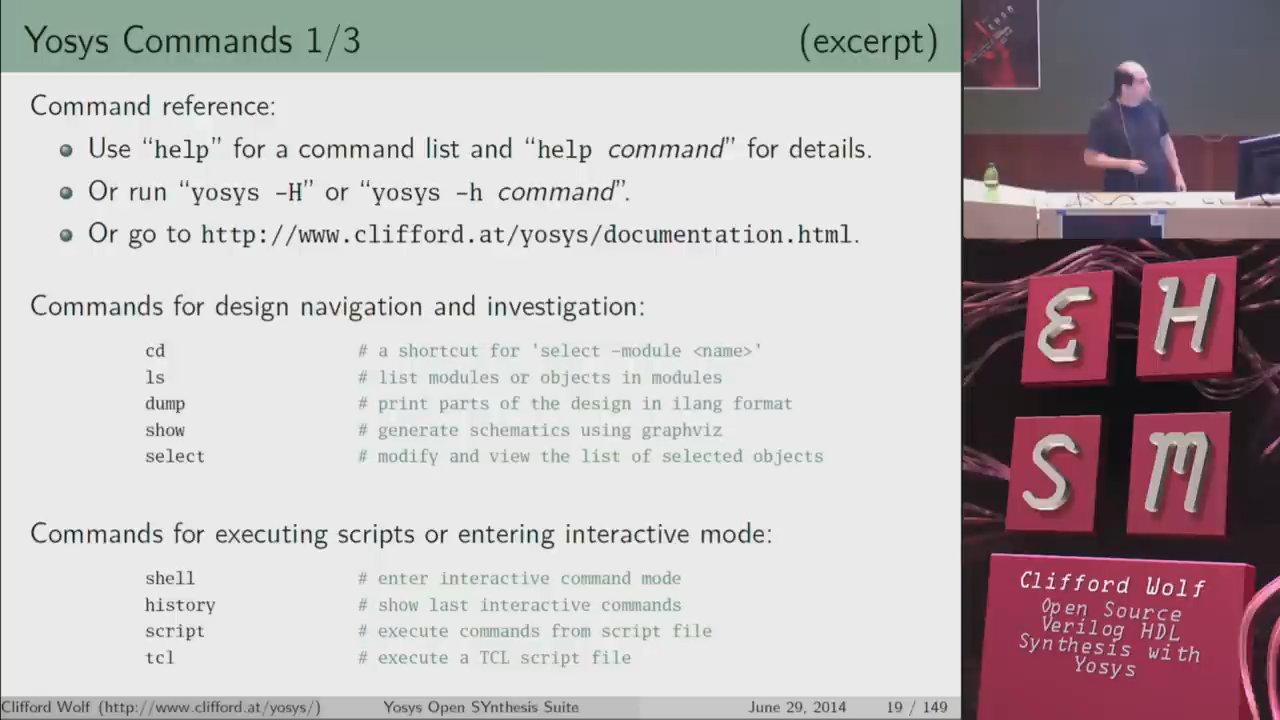 Yosys Commands 1/3 (excerpt)
Command reference:
Use “help” for a command list and “help command” for details.
Or run “yosys -H” or “yosys -h command”.
Or go to http://www.clifford.at/yosys/documentation.html.
Commands for design navigation and investigation:
cd # a shortcut for 'select -module <name>'
ls # list modules or objects in modules
dump # print parts of the design in ilang format
show # generate schematics using graphviz
select # modify and view the list of selected objects
Commands for executing scripts or entering interactive mode:
shell # enter interactive command mode
history # show last interactive commands
script # execute commands from script file
tcl # execute a TCL script file
Clifford Wolf (http://www.clifford.at/yosys/) Yosys Open SYnthesis Suite June 29, 2014 19 / 149
E H
S M
Clifford Wolf
Open Source
Verilog HDL
Synthesis with
Yosys